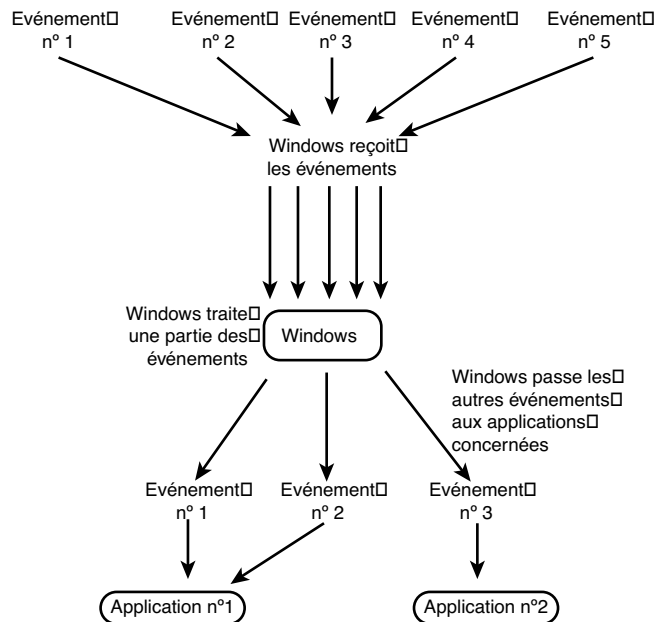 Evénement
nº 1
Evénement
nº 2
Evénement
nº 3
Evénement
nº 4
Evénement
nº 5
Windows reçoit
les événements
Windows traite
une partie des
événements
Windows
Windows passe les
autres événements
aux applications
concernées
Evénement
nº 1
Evénement
nº 2
Evénement
nº 3
Application nº1
Application nº2